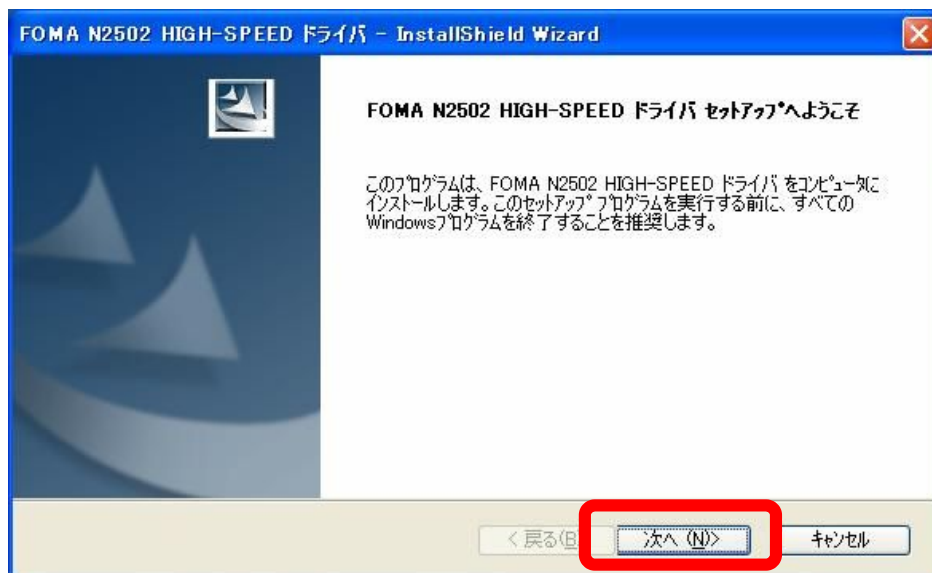 FOMA N2502 HIGH-SPEED ドライバ - InstallShield Wizard
FOMA N2502 HIGH-SPEED ドライバ セットアップへようこそ
このプログラムは、FOMA N2502 HIGH-SPEED ドライバ をコンピュータに
インストールします。このセットアップ プログラムを実行する前に、すべての
Windowsプログラムを終了することを推奨します。
< 戻る(B
次へ (N)>
キャンセル